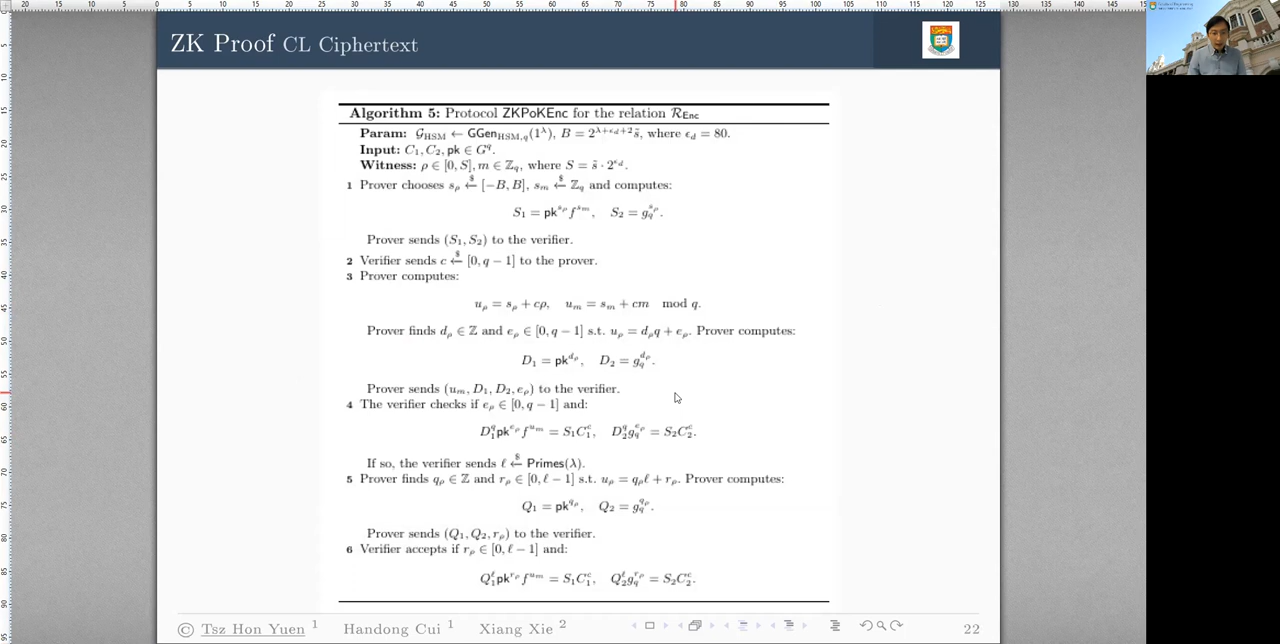 ZK Proof CL Ciphertext
Algorithm 5: Protocol ZKPoKEnc for the relation R_Enc
Param: G_HSM ← GGen_HSM,q(1^λ), B = 2^{λ+ε_d+2} s̃, where ε_d = 80.
Input: C_1, C_2, pk ∈ G^q.
Witness: ρ ∈ [0, S], m ∈ Z_q, where S = s̃ · 2^{ε_d}.
1 Prover chooses s_ρ ←$ [−B, B], s_m ←$ Z_q and computes:
S_1 = pk^{s_ρ} f^{s_m}, S_2 = g_q^{s_ρ}.
Prover sends (S_1, S_2) to the verifier.
2 Verifier sends c ←$ [0, q − 1] to the prover.
3 Prover computes:
u_ρ = s_ρ + cρ, u_m = s_m + cm mod q.
Prover finds d_ρ ∈ Z and e_ρ ∈ [0, q − 1] s.t. u_ρ = d_ρ q + e_ρ. Prover computes:
D_1 = pk^{d_ρ}, D_2 = g_q^{d_ρ}.
Prover sends (u_m, D_1, D_2, e_ρ) to the verifier.
4 The verifier checks if e_ρ ∈ [0, q − 1] and:
D_1^q pk^{e_ρ} f^{u_m} = S_1 C_1^c, D_2^q g_q^{e_ρ} = S_2 C_2^c.
If so, the verifier sends ℓ ←$ Primes(λ).
5 Prover finds q_ρ ∈ Z and r_ρ ∈ [0, ℓ − 1] s.t. u_ρ = q_ρ ℓ + r_ρ. Prover computes:
Q_1 = pk^{q_ρ}, Q_2 = g_q^{q_ρ}.
Prover sends (Q_1, Q_2, r_ρ) to the verifier.
6 Verifier accepts if r_ρ ∈ [0, ℓ − 1] and:
Q_1^ℓ pk^{r_ρ} f^{u_m} = S_1 C_1^c, Q_2^ℓ g_q^{r_ρ} = S_2 C_2^c.
© Tsz Hon Yuen 1 Handong Cui 1 Xiang Xie 2
22